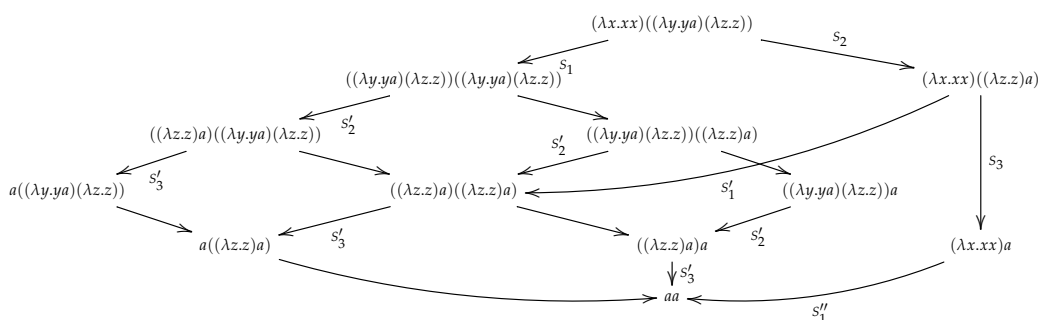 (λx.xx)((λy.ya)(λz.z))
S₂
S₁
((λy.ya)(λz.z))((λy.ya)(λz.z))
(λx.xx)((λz.z)a)
S′₂
((λz.z)a)((λy.ya)(λz.z))
((λy.ya)(λz.z))((λz.z)a)
S′₂
S₃
S′₃
S′₁
a((λy.ya)(λz.z))
((λz.z)a)((λz.z)a)
((λy.ya)(λz.z))a
S′₃
S′₂
a((λz.z)a)
((λz.z)a)a
(λx.xx)a
S′₃
aa
S″₁